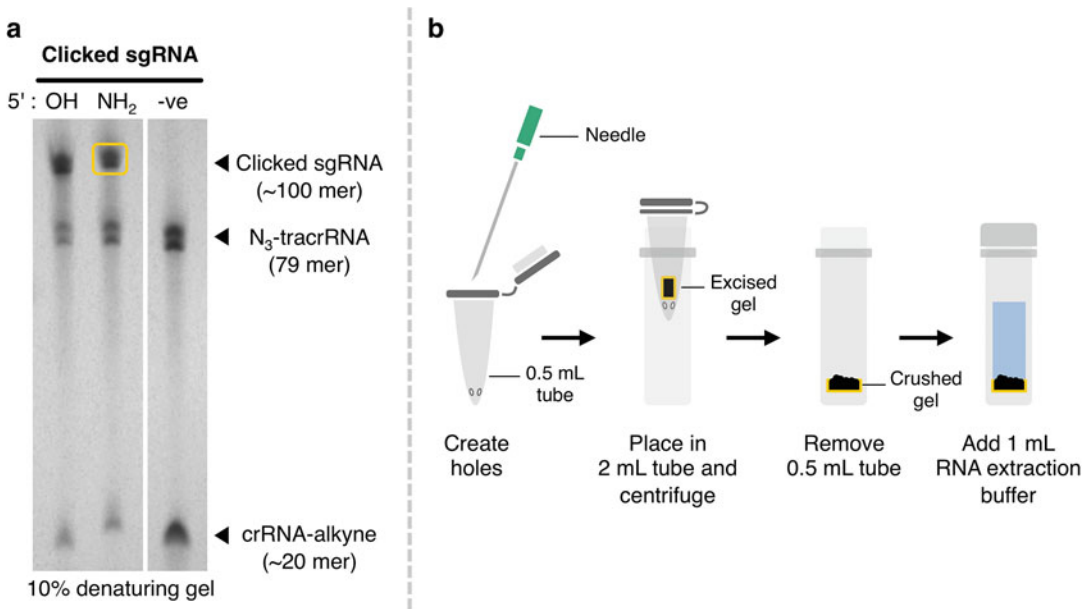 a
Clicked sgRNA
5' : OH NH₂ -ve
Clicked sgRNA
(~100 mer)
N₃-tracrRNA
(79 mer)
crRNA-alkyne
(~20 mer)
10% denaturing gel
b
Needle
0.5 mL
tube
Create
holes
Excised
gel
Place in
2 mL tube and
centrifuge
Crushed
gel
Remove
0.5 mL tube
Add 1 mL
RNA extraction
buffer